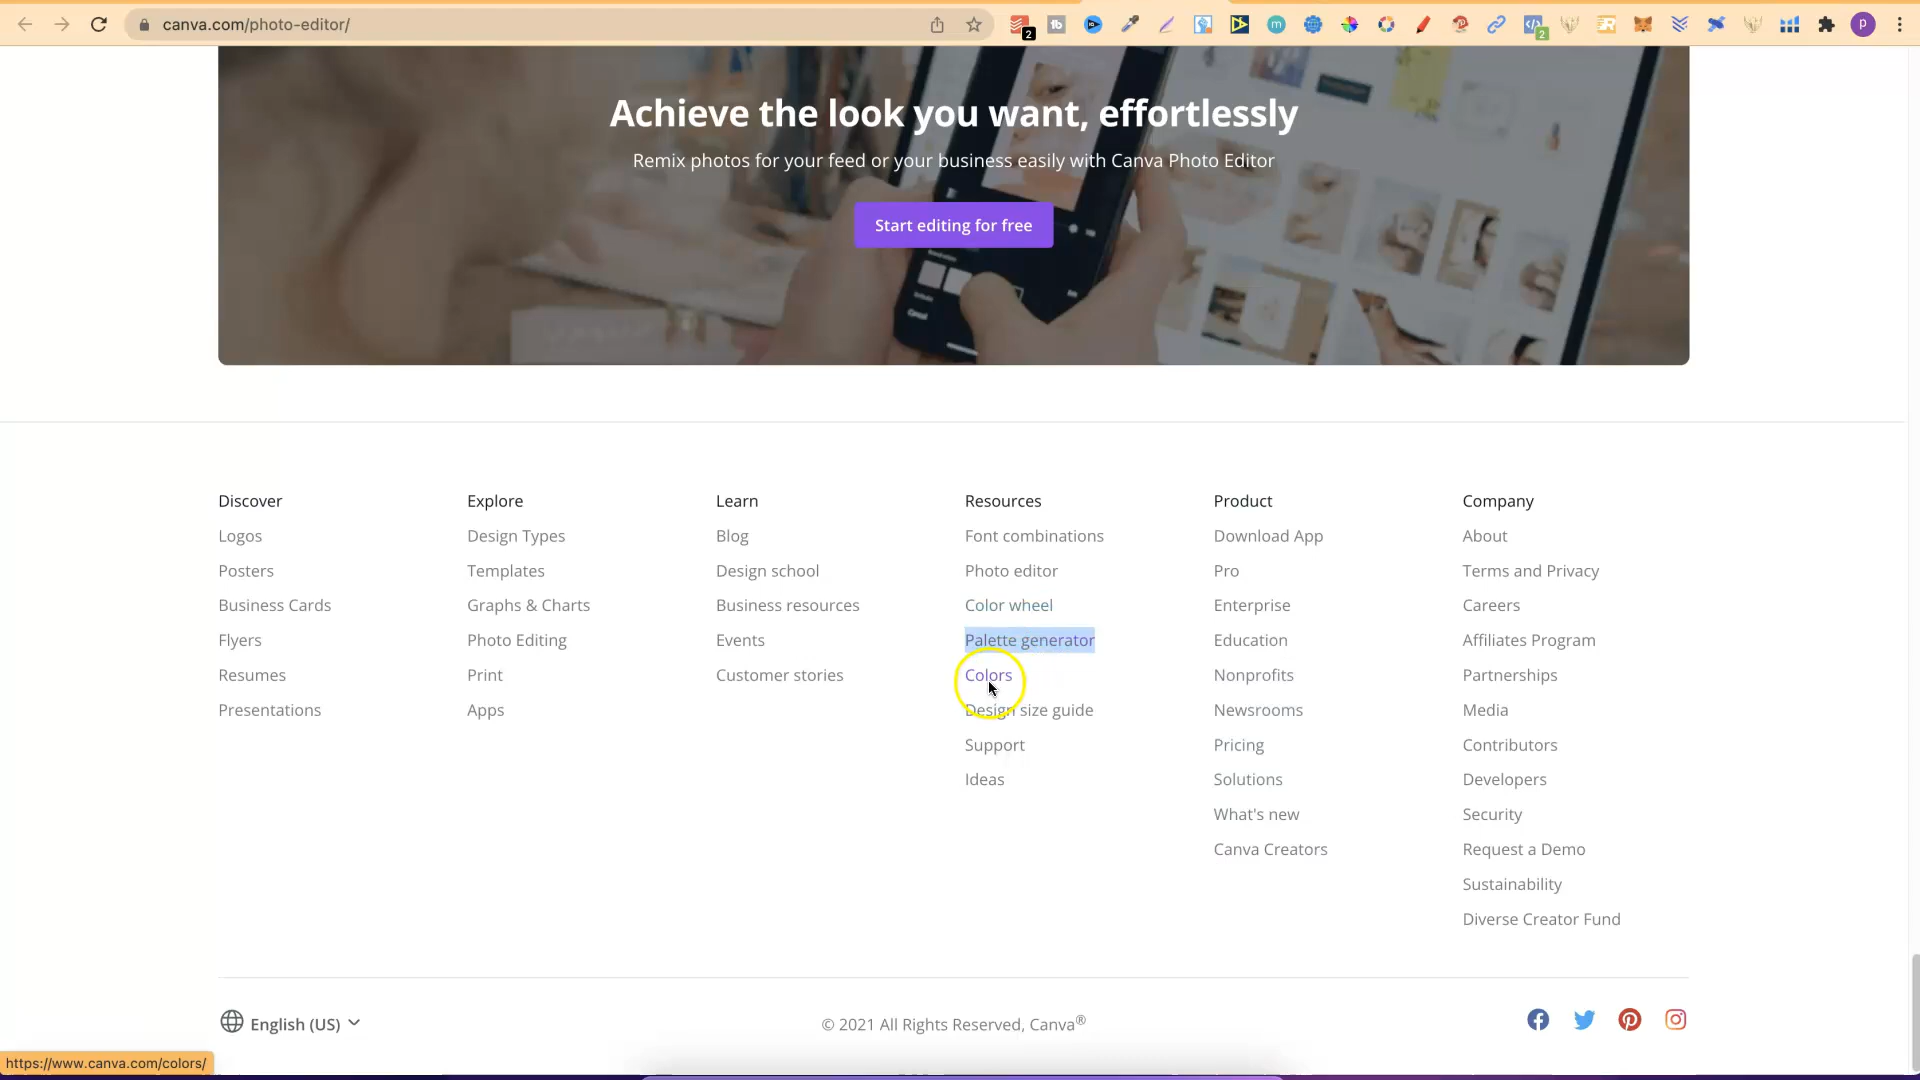 canva.com/photo-editor/
2
2
P
Achieve the look you want, effortlessly
Remix photos for your feed or your business easily with Canva Photo Editor
Start editing for free
Discover
Logos
Posters
Business Cards
Flyers
Resumes
Presentations
Explore
Design Types
Templates
Graphs & Charts
Photo Editing
Print
Apps
Learn
Blog
Design school
Business resources
Events
Customer stories
Resources
Font combinations
Photo editor
Color wheel
Palette generator
Colors
Design size guide
Support
Ideas
Product
Download App
Pro
Enterprise
Education
Nonprofits
Newsrooms
Pricing
Solutions
What's new
Canva Creators
Company
About
Terms and Privacy
Careers
Affiliates Program
Partnerships
Media
Contributors
Developers
Security
Request a Demo
Sustainability
Diverse Creator Fund
English (US)
© 2021 All Rights Reserved, Canva®
https://www.canva.com/colors/